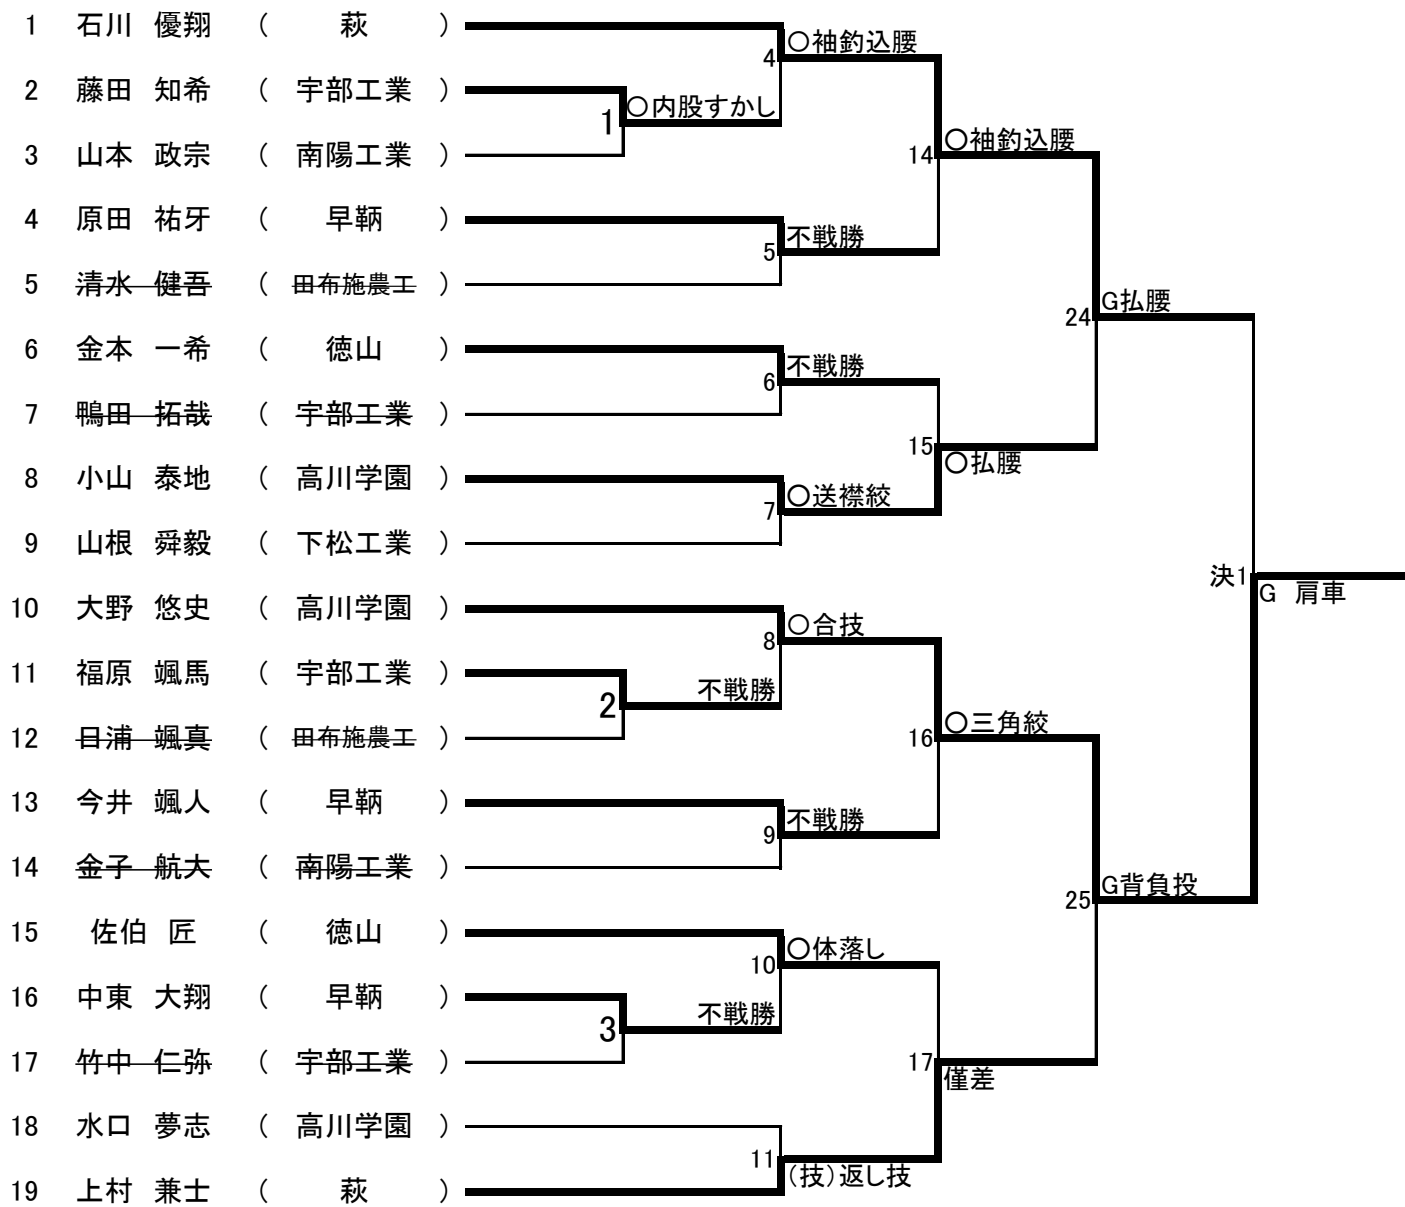 1 石川 優翔 ( 萩 )
○袖釣込腰
4
2 藤田 知希 ( 宇部工業 )
1 ○内股すかし
○袖釣込腰
14
3 山本 政宗 ( 南陽工業 )
4 原田 祐牙 ( 早鞆 )
5 不戦勝
5 清水 健吾 ( 田布施農工 )
G払腰
24
6 金本 一希 ( 徳山 )
6 不戦勝
7 鴨田 拓哉 ( 宇部工業 )
15 ○払腰
8 小山 泰地 ( 高川学園 )
7 ○送襟絞
9 山根 舜毅 ( 下松工業 )
決1 G 肩車
10 大野 悠史 ( 高川学園 )
8 ○合技
11 福原 颯馬 ( 宇部工業 )
2 不戦勝
12 日浦 颯真 ( 田布施農工 )
16 ○三角絞
13 今井 颯人 ( 早鞆 )
9 不戦勝
14 金子 航大 ( 南陽工業 )
25 G背負投
15 佐伯 匠 ( 徳山 )
10 ○体落し
16 中東 大翔 ( 早鞆 )
3 不戦勝
17 竹中 仁弥 ( 宇部工業 )
17 僅差
18 水口 夢志 ( 高川学園 )
11 (技)返し技
19 上村 兼士 ( 萩 )